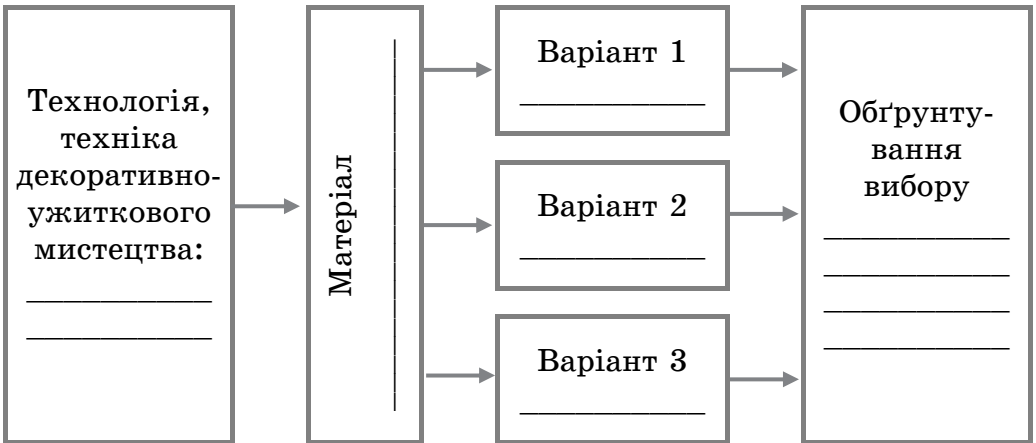 Технологія,
техніка
декоративно-
ужиткового
мистецтва:
Матеріал
Варіант 1
Варіант 2
Варіант 3
Обґрунту-
вання
вибору